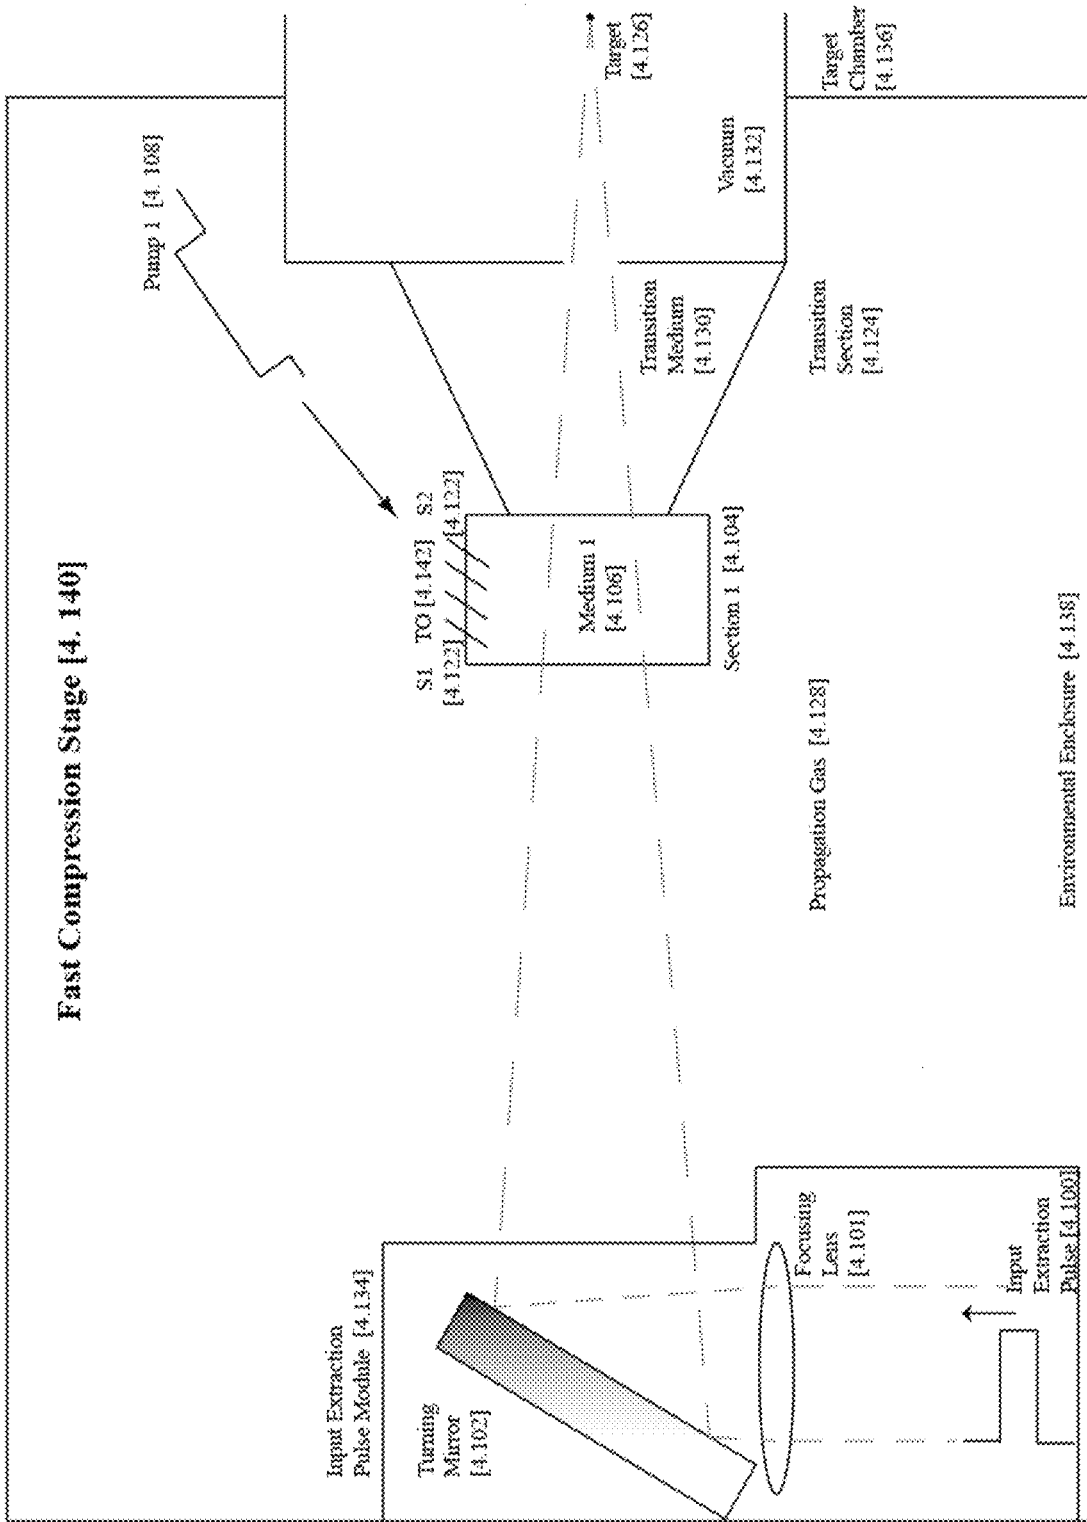 Fast Compression Stage [4. 140]
Pump 1 [4. 108]
Input Extraction
Pulse Module [4.134]
Turning
Mirror
[4.102]
S1 TO [4.142] S2
[4.122]
[4.122]
Medium 1
[4.106]
Section 1 [4.104]
Transition
Medium
[4.130]
Transition
Section
[4.124]
Target
[4.126]
Vacuum
[4.132]
Target
Chamber
[4.136]
Focusing
Lens
[4.101]
Propagation Gas [4.128]
Input
Extraction
Pulse [4.100]
Environmental Enclosure [4.138]